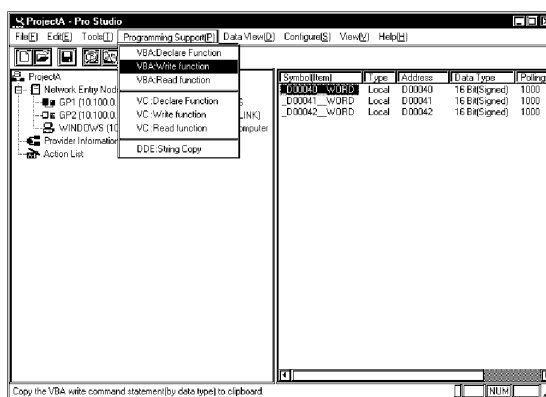 ProjectA - Pro Studio
File(F) Edit(E) Tools(T) Programming Support(P) Data View(D) Configure(S) View(V) Help(H)
VBA:Declare Function
VBA:Write function
VBA:Read function
VC :Declare Function
VC :Write function
VC :Read function
DDE:String Copy
ProjectA
Network Entry Nod
GP1 (10.100.0.
GP2 (10.100.0. LINK)
WINDOWS (10 omputer
Provider Information
Action List
Symbol(Item) Type Address Data Type Polling
_D00040__WORD Local D00040 16 Bit(Signed) 1000
_D00041__WORD Local D00041 16 Bit(Signed) 1000
_D00042__WORD Local D00042 16 Bit(Signed) 1000
Copy the VBA write command statement(by data type) to clipboard.
NUM